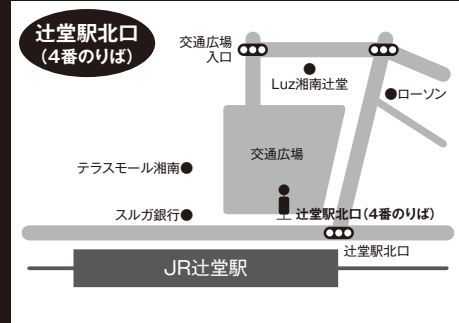 辻堂駅北口
(4番のりば)
交通広場
入口
Luz湘南辻堂
ローソン
交通広場
テラスモール湘南
スルガ銀行
辻堂駅北口(4番のりば)
辻堂駅北口
JR辻堂駅